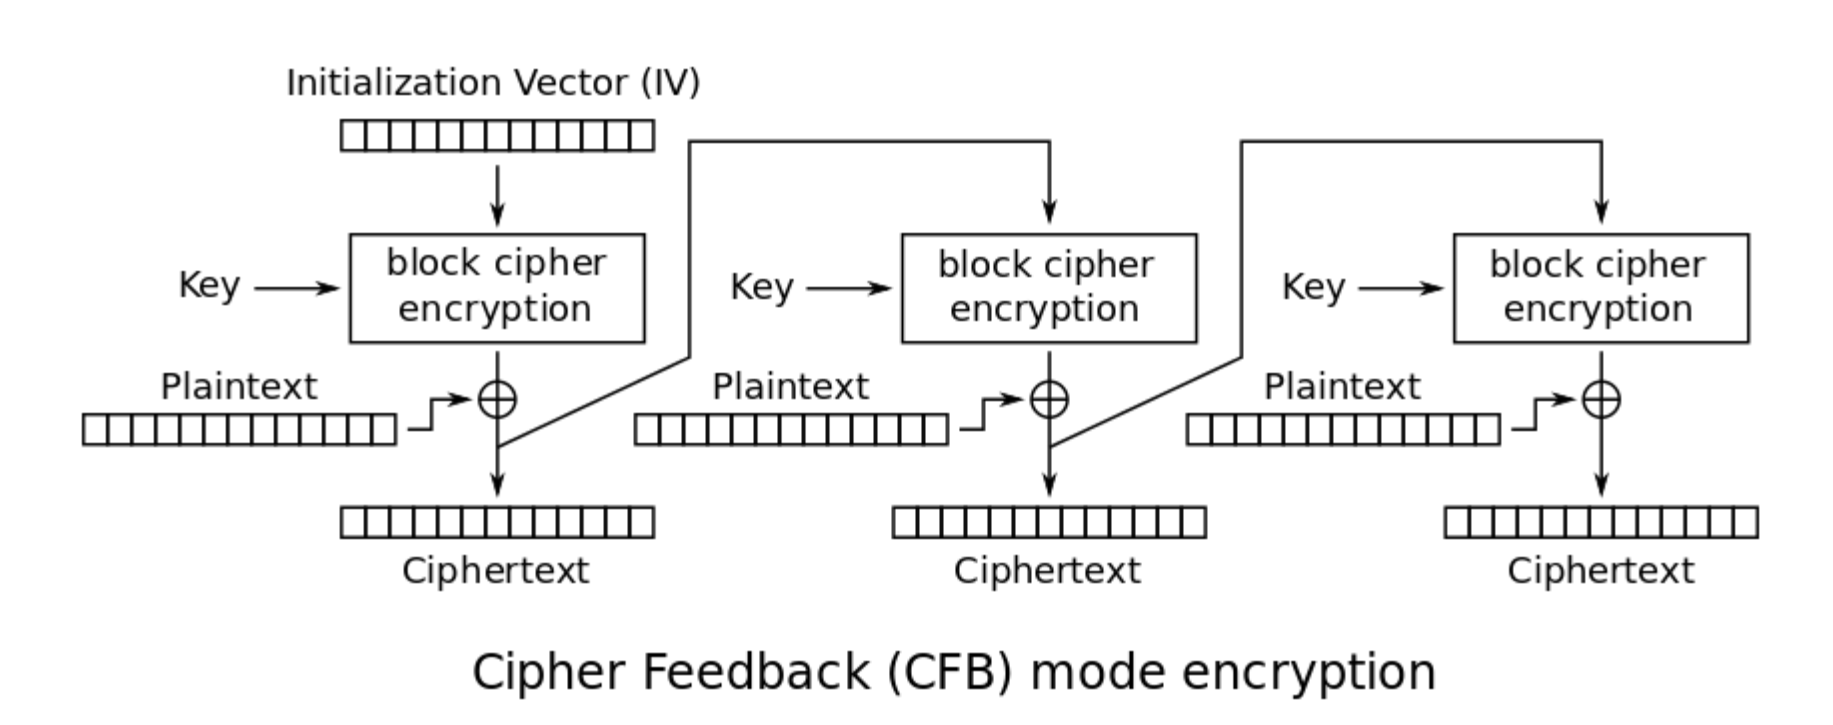 Initialization Vector (IV)
Key
block cipher
encryption
Key
block cipher
encryption
Key
block cipher
encryption
Plaintext
Plaintext
Plaintext
Ciphertext
Ciphertext
Ciphertext
Cipher Feedback (CFB) mode encryption